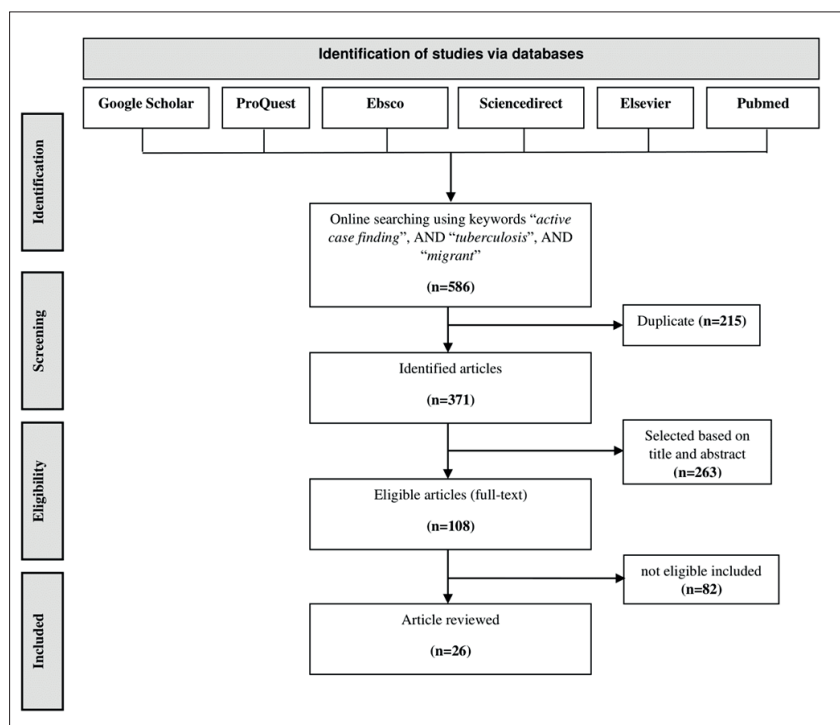 Identification of studies via databases
Google Scholar
ProQuest
Ebsco
Sciencedirect
Elsevier
Pubmed
Identification
Online searching using keywords “active
case finding”, AND “tuberculosis”, AND
“migrant”
(n=586)
Screening
Duplicate (n=215)
Identified articles
(n=371)
Eligibility
Selected based on
title and abstract
(n=263)
Eligible articles (full-text)
(n=108)
Included
not eligible included
(n=82)
Article reviewed
(n=26)